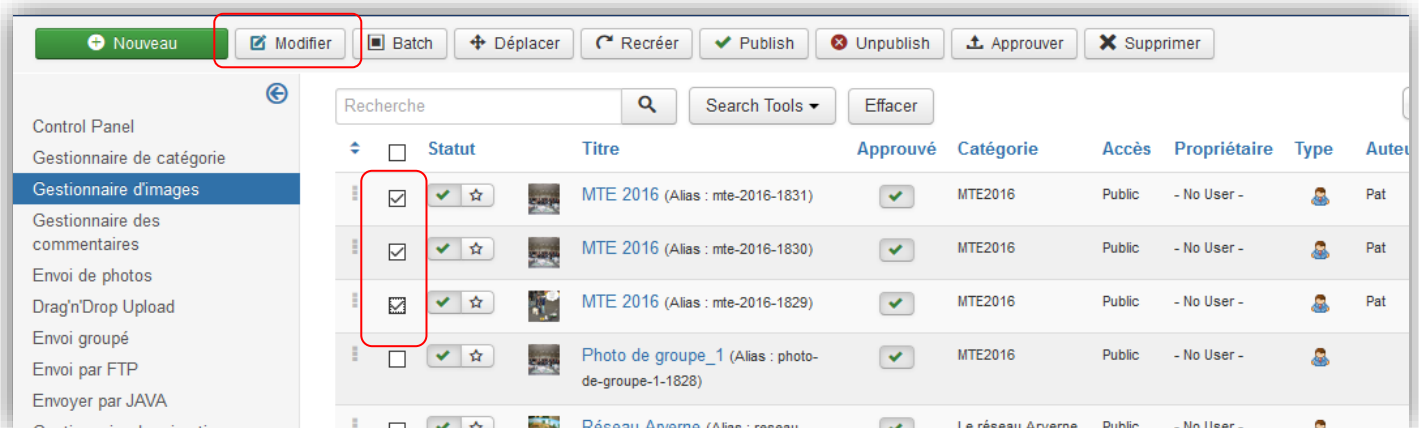 Nouveau Modifier Batch Déplacer Recréer Publish Unpublish Approuver Supprimer
Recherche Search Tools Effacer
Control Panel
Gestionnaire de catégorie
Gestionnaire d'images
Gestionnaire des
commentaires
Envoi de photos
Drag'n'Drop Upload
Envoi groupé
Envoi par FTP
Envoyer par JAVA
Statut Titre Approuvé Catégorie Accès Propriétaire Type Auteu
MTE 2016 (Alias : mte-2016-1831) MTE2016 Public - No User - Pat
MTE 2016 (Alias : mte-2016-1830) MTE2016 Public - No User - Pat
MTE 2016 (Alias : mte-2016-1829) MTE2016 Public - No User - Pat
Photo de groupe_1 (Alias : photo- MTE2016 Public - No User -
de-groupe-1-1828)
Réseau Arverne (Alias : reseau- Le réseau Arverne Public - No User -